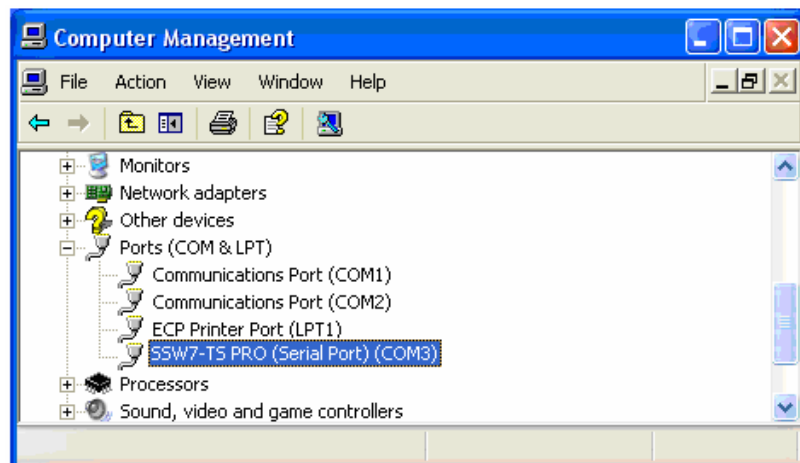 Computer Management
File Action View Window Help
Monitors
Network adapters
Other devices
Ports (COM & LPT)
Communications Port (COM1)
Communications Port (COM2)
ECP Printer Port (LPT1)
SSW7-TS PRO (Serial Port) (COM3)
Processors
Sound, video and game controllers